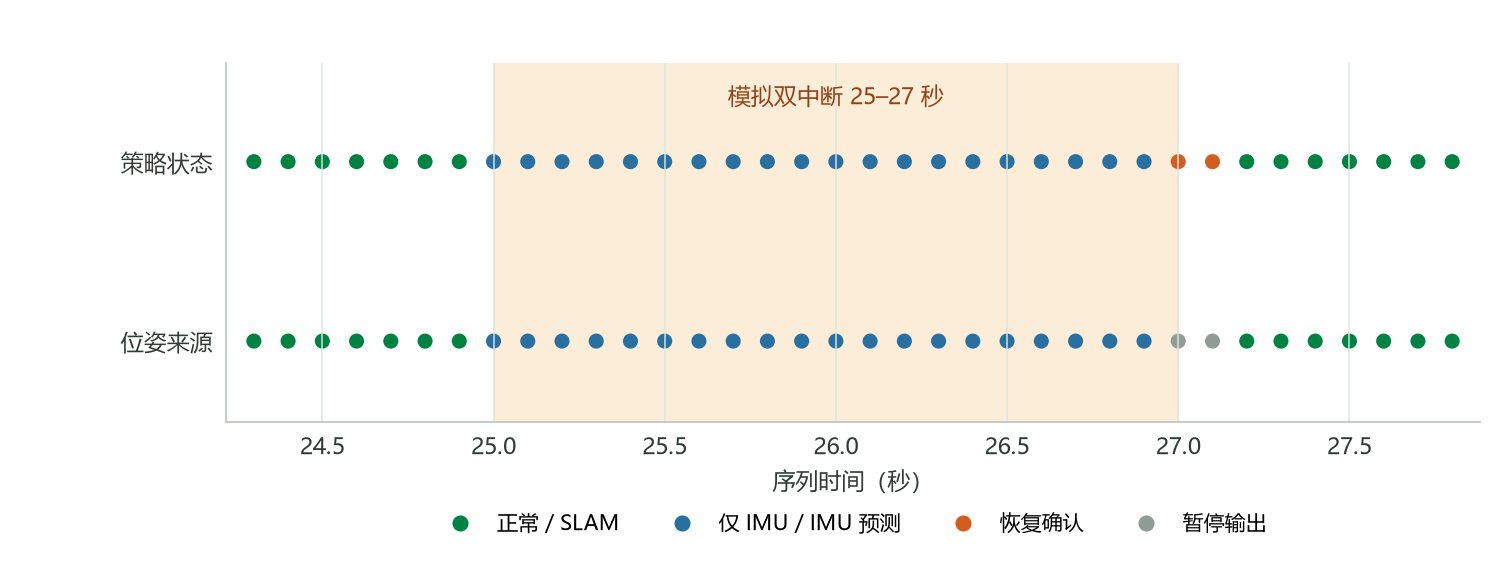 模拟双中断 25–27 秒
策略状态
位姿来源
24.5 25.0 25.5 26.0 26.5 27.0 27.5
序列时间（秒）
正常 / SLAM 仅 IMU / IMU 预测 恢复确认 暂停输出